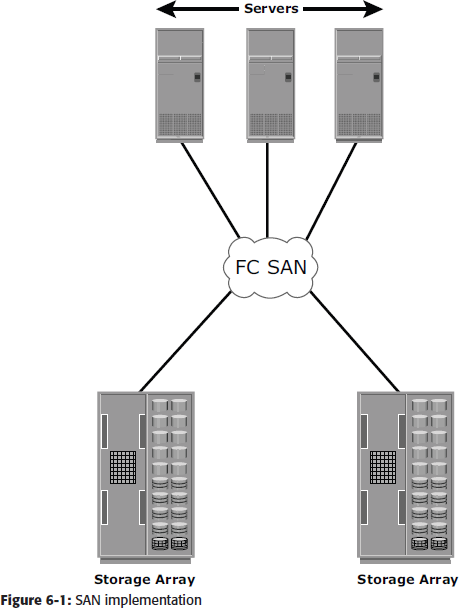 Servers
FC SAN
Storage Array
Storage Array
Figure 6-1: SAN implementation